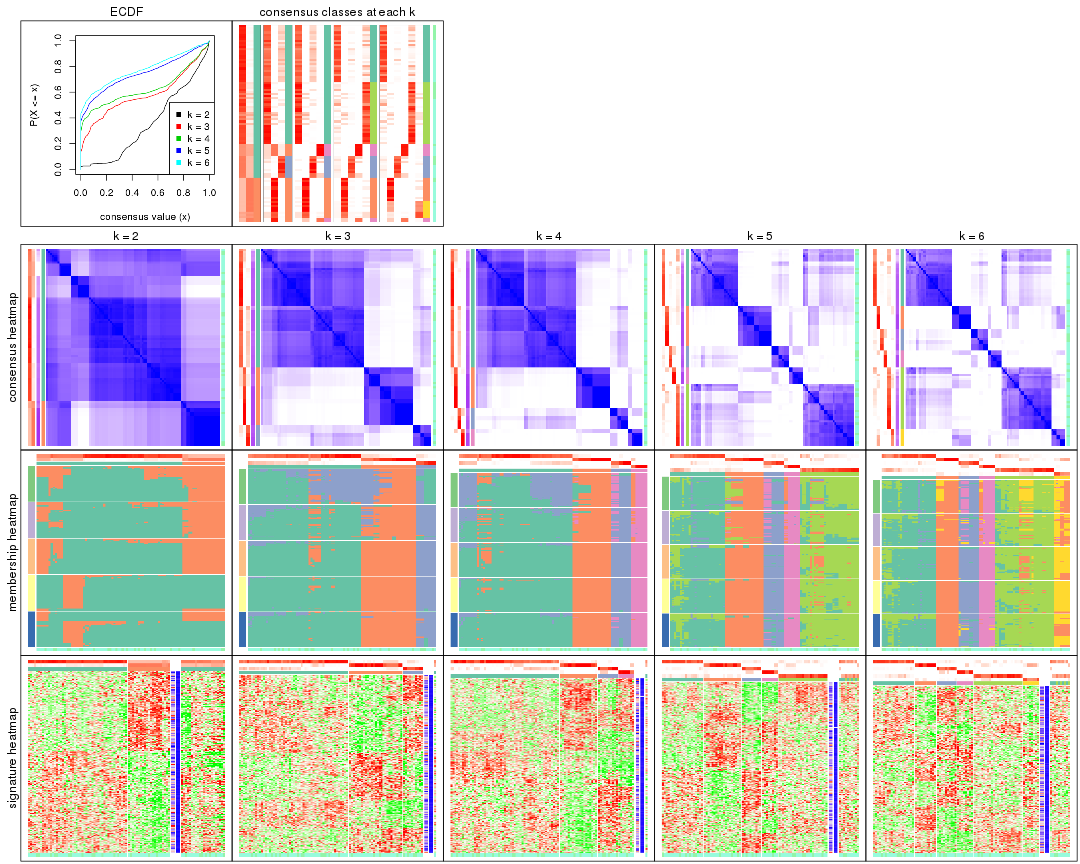 ECDF
consensus classes at each k
P(X <= x)
0.0 0.2 0.4 0.6 0.8 1.0
k = 2
k = 3
k = 4
k = 5
k = 6
0.0 0.2 0.4 0.6 0.8 1.0
consensus value (x)
k = 2 k = 3 k = 4 k = 5 k = 6
consensus heatmap
membership heatmap
signature heatmap